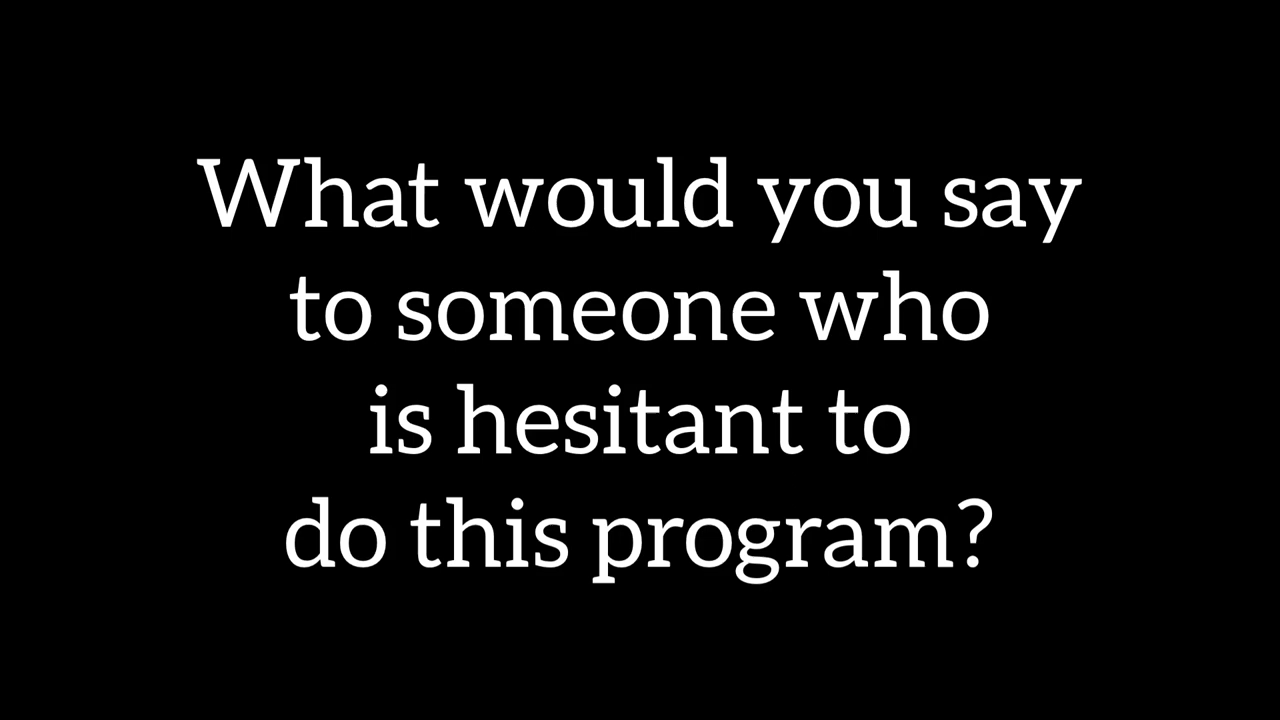 What would you say
to someone who
is hesitant to
do this program?